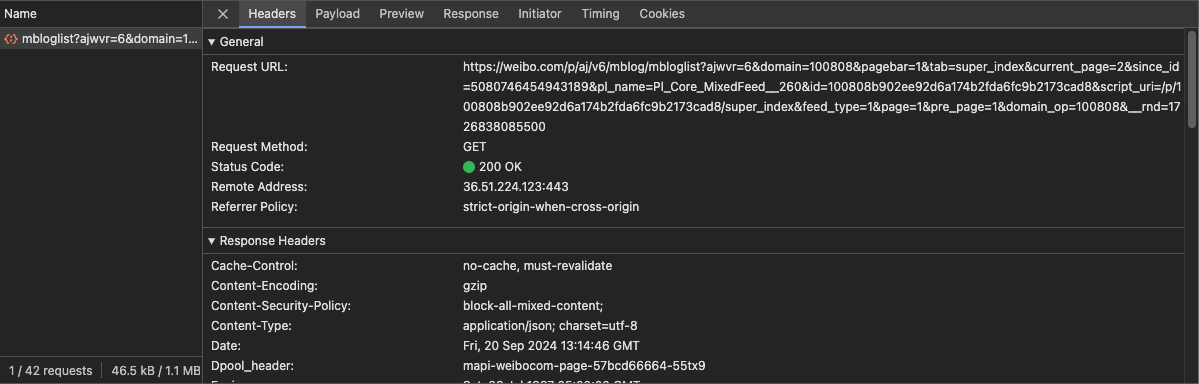 Name
Headers Payload Preview Response Initiator Timing Cookies
mbloglist?ajwvr=6&domain=1...
General
Request URL: https://weibo.com/p/aj/v6/mblog/mbloglist?ajwvr=6&domain=100808&pagebar=1&tab=super_index&current_page=2&since_id
=5080746454943189&pl_name=Pl_Core_MixedFeed__260&id=100808b902ee92d6a174b2fda6fc9b2173cad8&script_uri=/p/1
00808b902ee92d6a174b2fda6fc9b2173cad8/super_index&feed_type=1&page=1&pre_page=1&domain_op=100808&__rnd=17
26838085500
Request Method: GET
Status Code: 200 OK
Remote Address: 36.51.224.123:443
Referrer Policy: strict-origin-when-cross-origin
Response Headers
Cache-Control: no-cache, must-revalidate
Content-Encoding: gzip
Content-Security-Policy: block-all-mixed-content;
Content-Type: application/json; charset=utf-8
Date: Fri, 20 Sep 2024 13:14:46 GMT
Dpool_header: mapi-weibocom-page-57bcd66664-55tx9
1 / 42 requests 46.5 kB / 1.1 MB